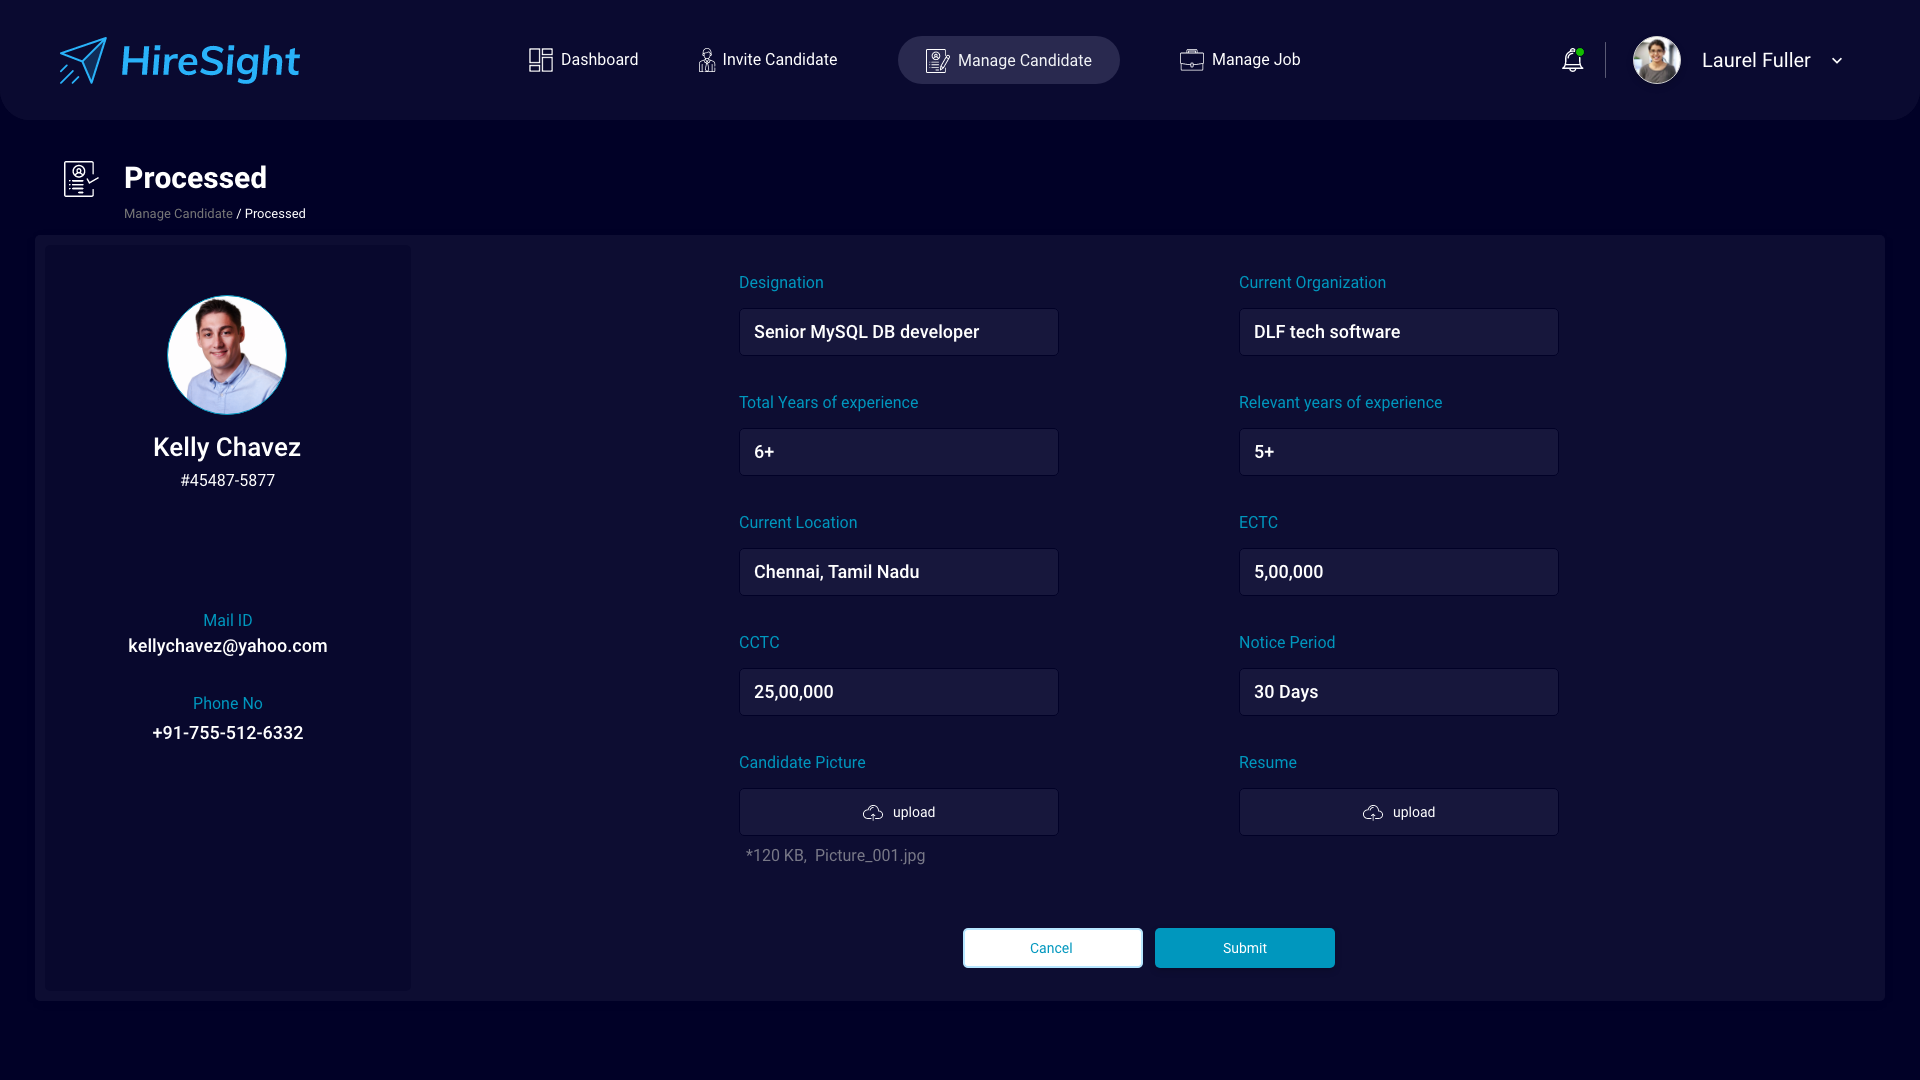 HireSight
Dashboard
Invite Candidate
Manage Candidate
Manage Job
Laurel Fuller
Processed
Manage Candidate / Processed
Kelly Chavez
#45487-5877
Mail ID
kellychavez@yahoo.com
Phone No
+91-755-512-6332
Designation
Senior MySQL DB developer
Current Organization
DLF tech software
Total Years of experience
6+
Relevant years of experience
5+
Current Location
Chennai, Tamil Nadu
ECTC
5,00,000
CCTC
25,00,000
Notice Period
30 Days
Candidate Picture
upload
*120 KB,  Picture_001.jpg
Resume
upload
Cancel
Submit